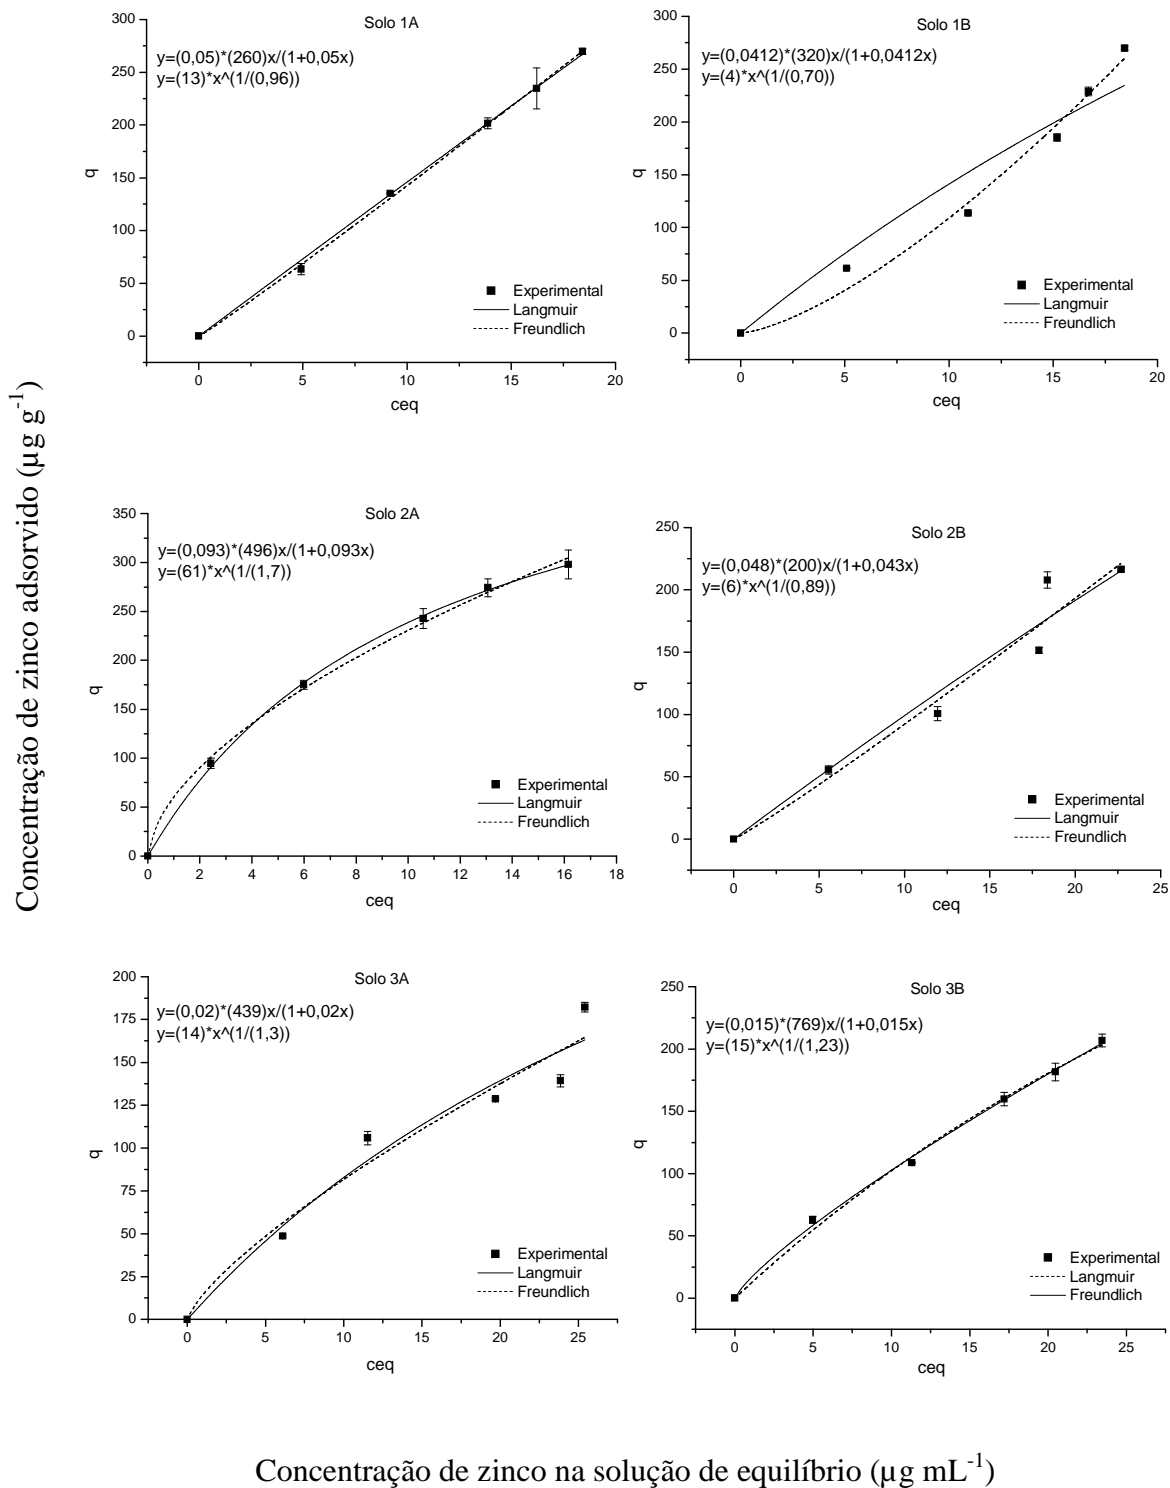 Concentração de zinco adsorvido (µg g-1)
Solo 1A
y=(0,05)*(260)x/(1+0,05x)
y=(13)*x^(1/(0,96))
300
250
200
150
100
50
0
q
Experimental
Langmuir
Freundlich
0 5 10 15 20
ceq
Solo 1B
y=(0,0412)*(320)x/(1+0,0412x)
y=(4)*x^(1/(0,70))
300
250
200
150
100
50
0
q
Experimental
Langmuir
Freundlich
0 5 10 15 20
ceq
Solo 2A
y=(0,093)*(496)x/(1+0,093x)
y=(61)*x^(1/(1,7))
350
300
250
200
150
100
50
0
q
Experimental
Langmuir
Freundlich
0 2 4 6 8 10 12 14 16 18
ceq
Solo 2B
y=(0,048)*(200)x/(1+0,043x)
y=(6)*x^(1/(0,89))
250
200
150
100
50
0
q
Experimental
Langmuir
Freundlich
0 5 10 15 20 25
ceq
Solo 3A
y=(0,02)*(439)x/(1+0,02x)
y=(14)*x^(1/(1,3))
200
175
150
125
100
75
50
25
0
q
Experimental
Langmuir
Freundlich
0 5 10 15 20 25
ceq
Solo 3B
y=(0,015)*(769)x/(1+0,015x)
y=(15)*x^(1/(1,23))
250
200
150
100
50
0
q
Experimental
Langmuir
Freundlich
0 5 10 15 20 25
ceq
Concentração de zinco na solução de equilíbrio (µg mL-1)